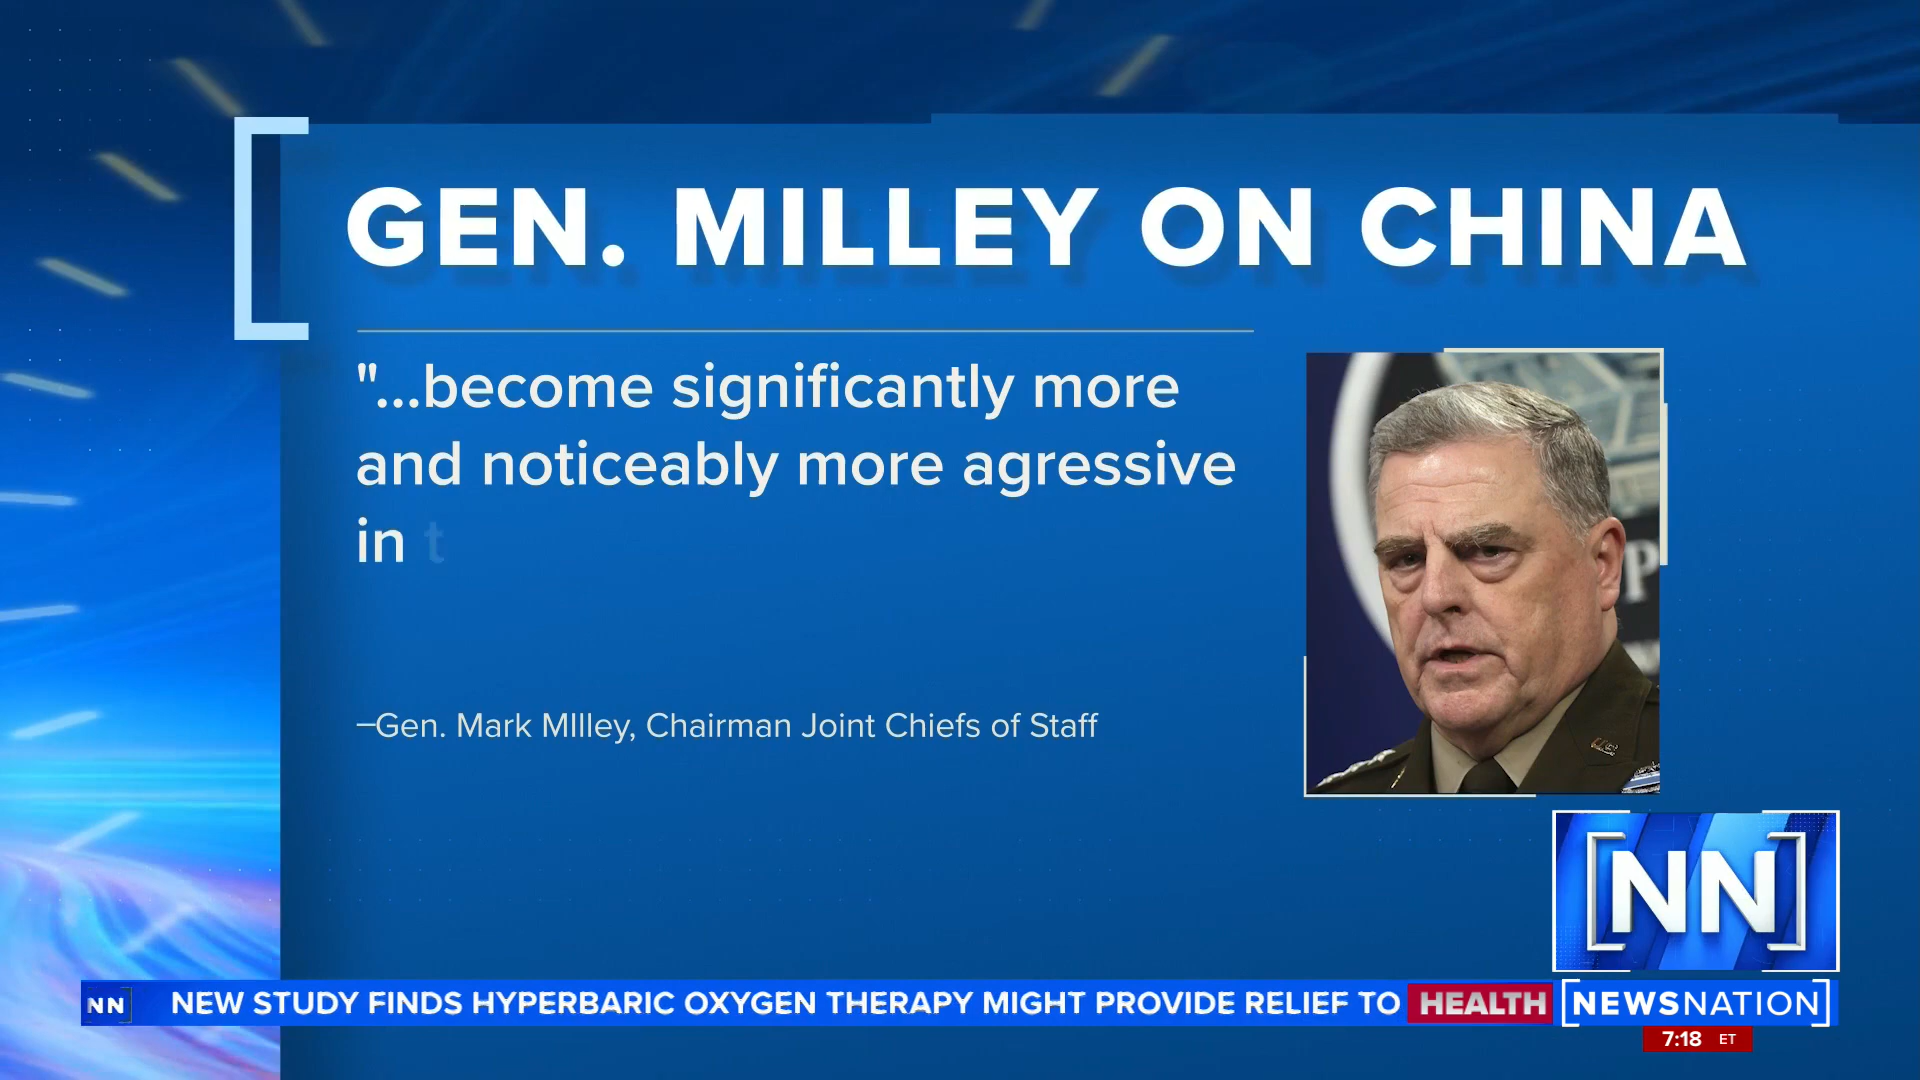 GEN. MILLEY ON CHINA
"...become significantly more
and noticeably more agressive
in t
–Gen. Mark MIlley, Chairman Joint Chiefs of Staff
P
[NN]
NN] NEW STUDY FINDS HYPERBARIC OXYGEN THERAPY MIGHT PROVIDE RELIEF TO HEALTH [NEWSNATION]
7:18 ET